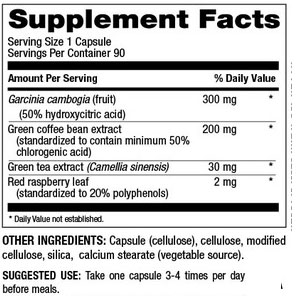 Supplement Facts
Serving Size 1 Capsule
Servings Per Container 90
Amount Per Serving % Daily Value
Garcinia cambogia (fruit) 300 mg *
(50% hydroxycitric acid)
Green coffee bean extract 200 mg *
(standardized to contain minimum 50%
chlorogenic acid)
Green tea extract (Camellia sinensis) 30 mg *
Red raspberry leaf 2 mg *
(standardized to 20% polyphenols)
* Daily Value not established.
OTHER INGREDIENTS: Capsule (cellulose), cellulose, modified
cellulose, silica, calcium stearate (vegetable source).
SUGGESTED USE: Take one capsule 3-4 times per day
before meals.